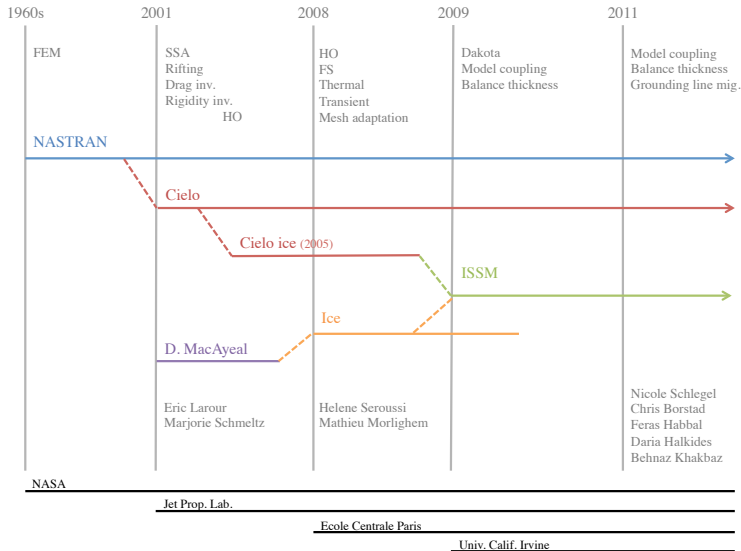 1960s
2001
2008
2009
2011
FEM
SSA
Rifting
Drag inv.
Rigidity inv.
HO
HO
FS
Thermal
Transient
Mesh adaptation
Dakota
Model coupling
Balance thickness
Model coupling
Balance thickness
Grounding line mig.
NASTRAN
Cielo
Cielo ice (2005)
ISSM
Ice
D. MacAyeal
Eric Larour
Marjorie Schmeltz
Helene Seroussi
Mathieu Morlighem
Nicole Schlegel
Chris Borstad
Feras Habbal
Daria Halkides
Behnaz Khakbaz
NASA
Jet Prop. Lab.
Ecole Centrale Paris
Univ. Calif. Irvine